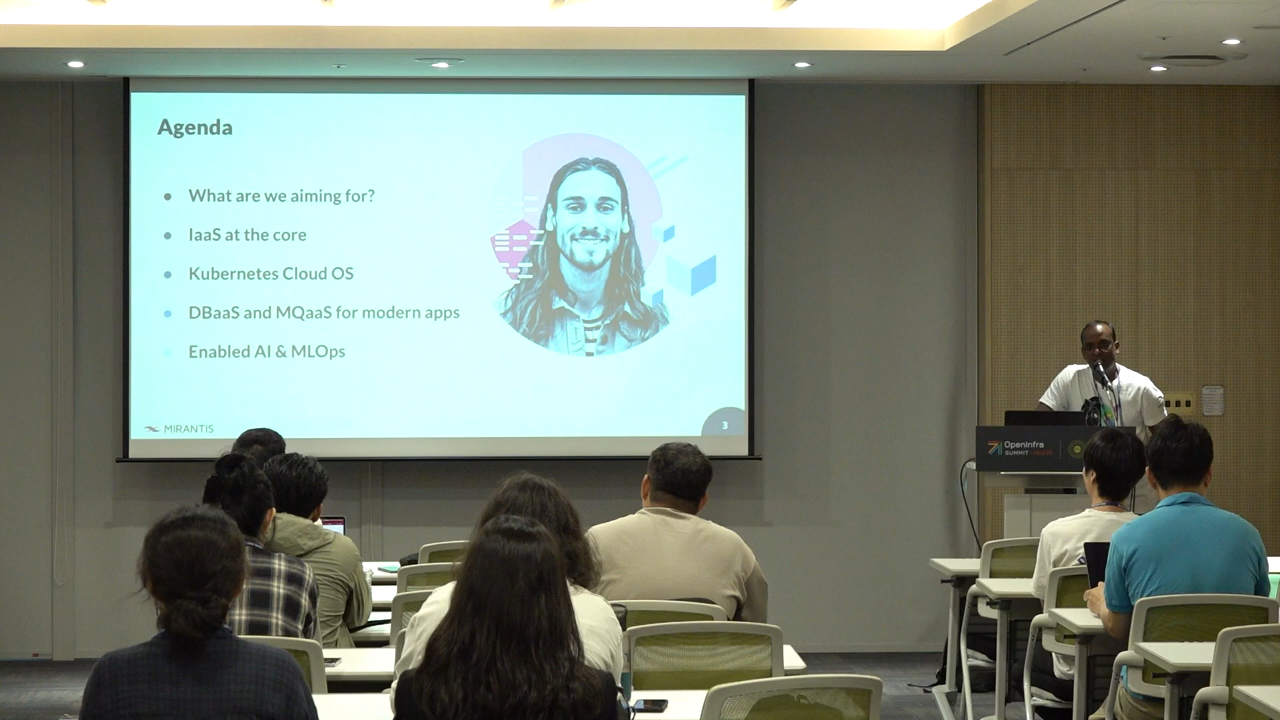 Agenda
What are we aiming for?
IaaS at the core
Kubernetes Cloud OS
DBaaS and MQaaS for modern apps
Enabled AI & MLOps
MIRANTIS
3
OpenInfra
SUMMIT